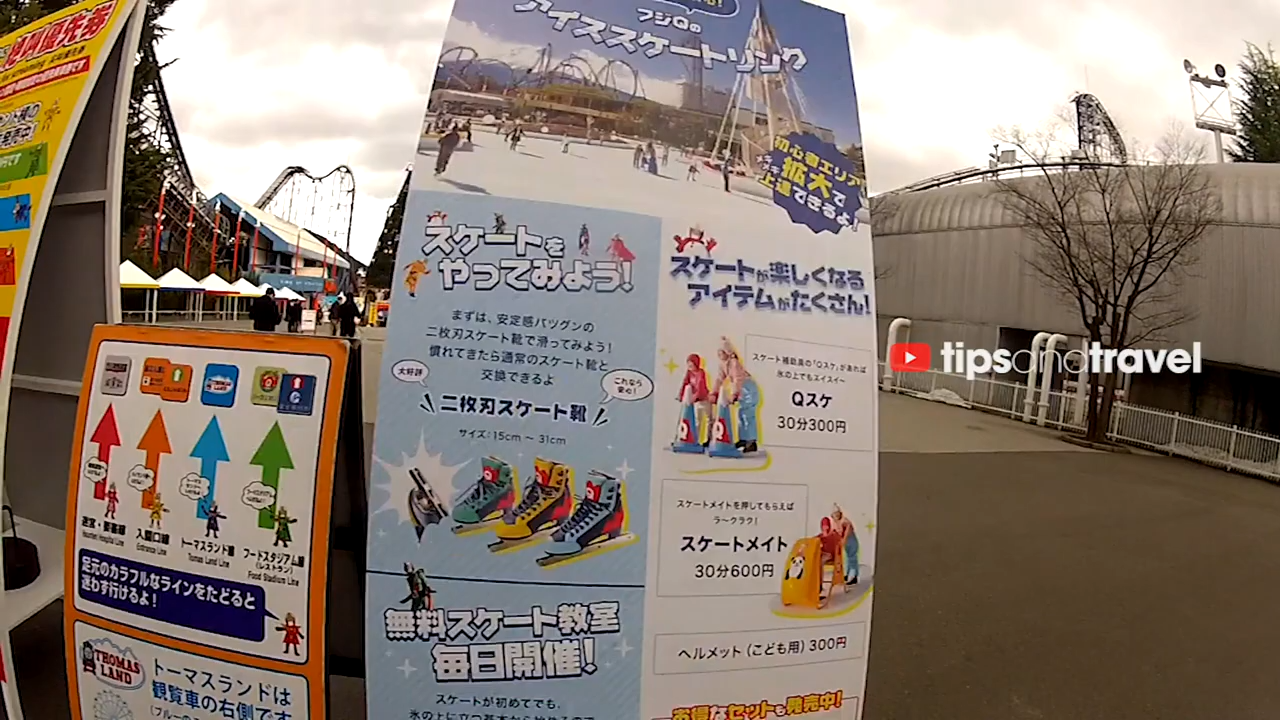 フジQの
アイススケートリンク
初心者エリア
拡大で
上達できるよ!
スケートを
やってみよう!
まずは、安定感バツグンの
二枚刃スケート靴で滑ってみよう!
慣れてきたら通常のスケート靴と
交換できるよ
大好評
これなら
安心!
二枚刃スケート靴
サイズ:15cm ～ 31cm
無料スケート教室
毎日開催!
スケートが初めてでも、
スケートが楽しくなる
アイテムがたくさん!
スケート補助具の「Qスケ」があれば
氷の上でもスイスイ～
Qスケ
30分300円
スケートメイトを押してもらえば
ラ～クラク!
スケートメイト
30分600円
ヘルメット(こども用)300円
お得なセットも発売中!
入園口線
Entrance Line
トーマスランド線
Tomas Land Line
フードスタジアム線
(レストラン)
Food Stadium Line
足元のカラフルなラインをたどると
迷わず行けるよ!
THOMAS
LAND
トーマスランドは
観覧車の右側です
tipsandtravel